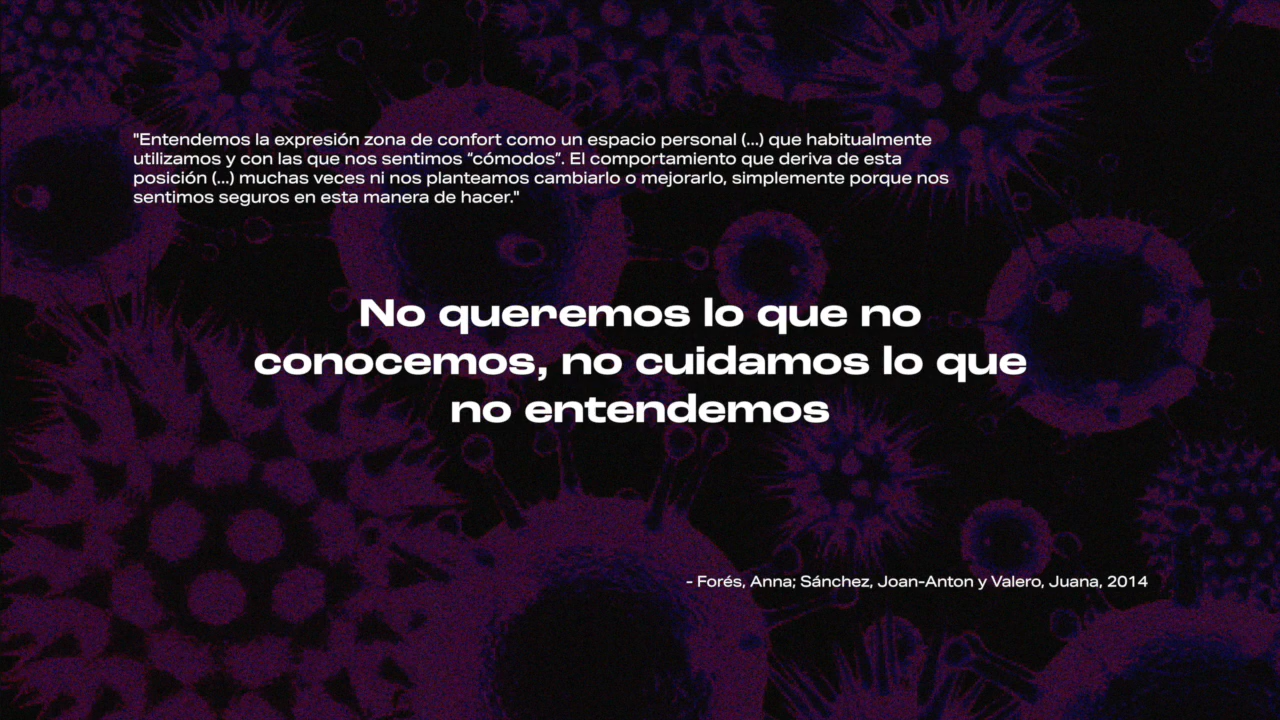 "Entendemos la expresión zona de confort como un espacio personal (...) que habitualmente
utilizamos y con las que nos sentimos “cómodos”. El comportamiento que deriva de esta
posición (...) muchas veces ni nos planteamos cambiarlo o mejorarlo, simplemente porque nos
sentimos seguros en esta manera de hacer."
No queremos lo que no
conocemos, no cuidamos lo que
no entendemos
- Forés, Anna; Sánchez, Joan-Anton y Valero, Juana, 2014